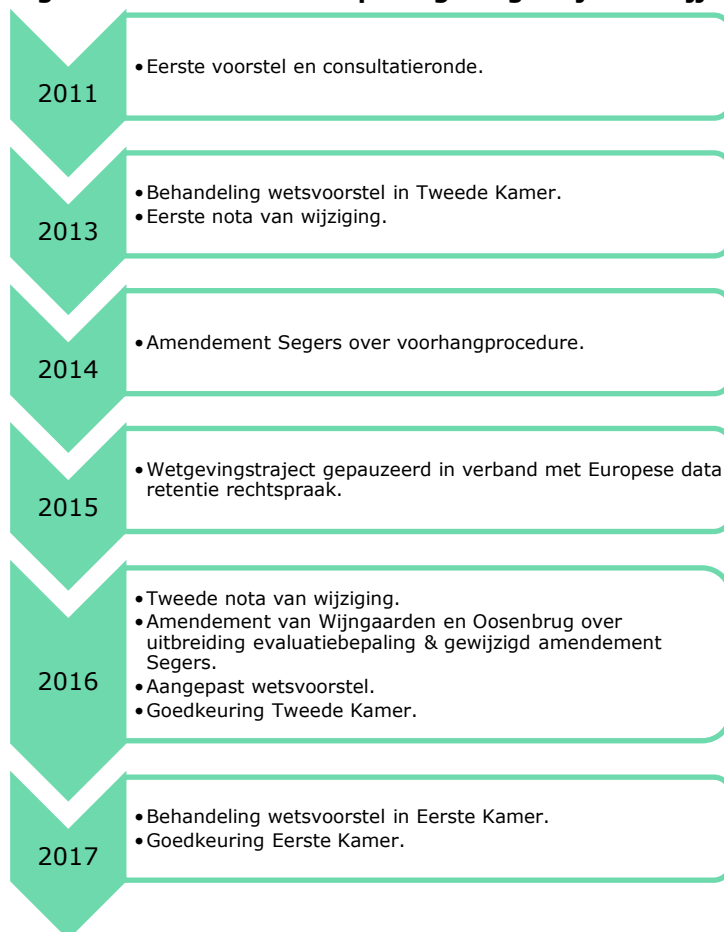 2011
•Eerste voorstel en consultatieronde.
2013
•Behandeling wetsvoorstel in Tweede Kamer.
•Eerste nota van wijziging.
2014
•Amendement Segers over voorhangprocedure.
2015
•Wetgevingstraject gepauzeerd in verband met Europese data
retentie rechtspraak.
2016
•Tweede nota van wijziging.
•Amendement van Wijngaarden en Oosenbrug over
uitbreiding evaluatiebepaling & gewijzigd amendement
Segers.
•Aangepast wetsvoorstel.
•Goedkeuring Tweede Kamer.
2017
•Behandeling wetsvoorstel in Eerste Kamer.
•Goedkeuring Eerste Kamer.